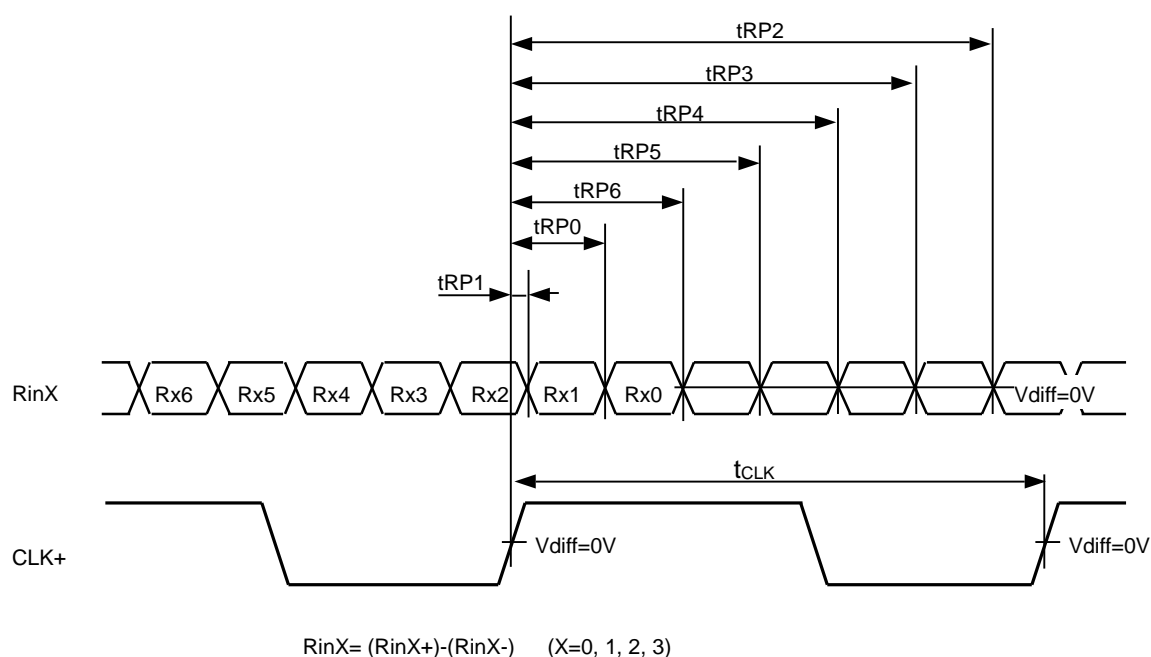 tRP2
tRP3
tRP4
tRP5
tRP6
tRP0
tRP1
RinX Rx6 Rx5 Rx4 Rx3 Rx2 Rx1 Rx0 Vdiff=0V
tCLK
CLK+ Vdiff=0V Vdiff=0V
RinX= (RinX+)-(RinX-) (X=0, 1, 2, 3)